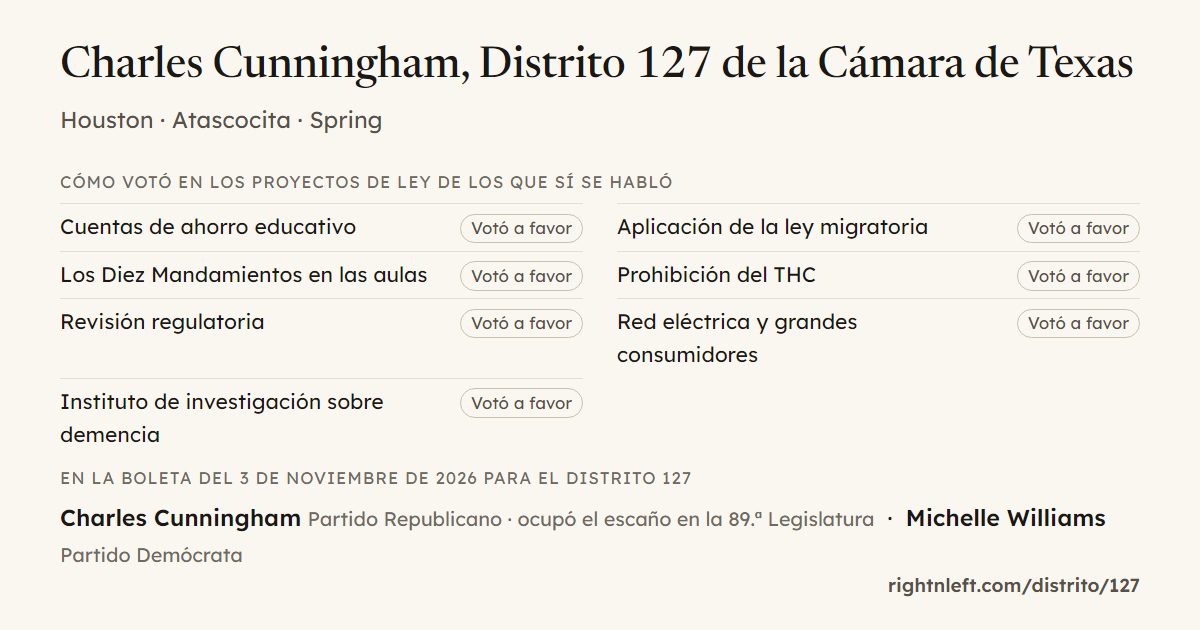 Charles Cunningham, Distrito 127 de la Cámara de Texas
Houston · Atascocita · Spring
CÓMO VOTÓ EN LOS PROYECTOS DE LEY DE LOS QUE SÍ SE HABLÓ
Cuentas de ahorro educativo Votó a favor
Aplicación de la ley migratoria Votó a favor
Los Diez Mandamientos en las aulas Votó a favor
Prohibición del THC Votó a favor
Revisión regulatoria Votó a favor
Red eléctrica y grandes Votó a favor
consumidores
Instituto de investigación sobre Votó a favor
demencia
EN LA BOLETA DEL 3 DE NOVIEMBRE DE 2026 PARA EL DISTRITO 127
Charles Cunningham Partido Republicano · ocupó el escaño en la 89.ª Legislatura · Michelle Williams
Partido Demócrata
rightnleft.com/distrito/127